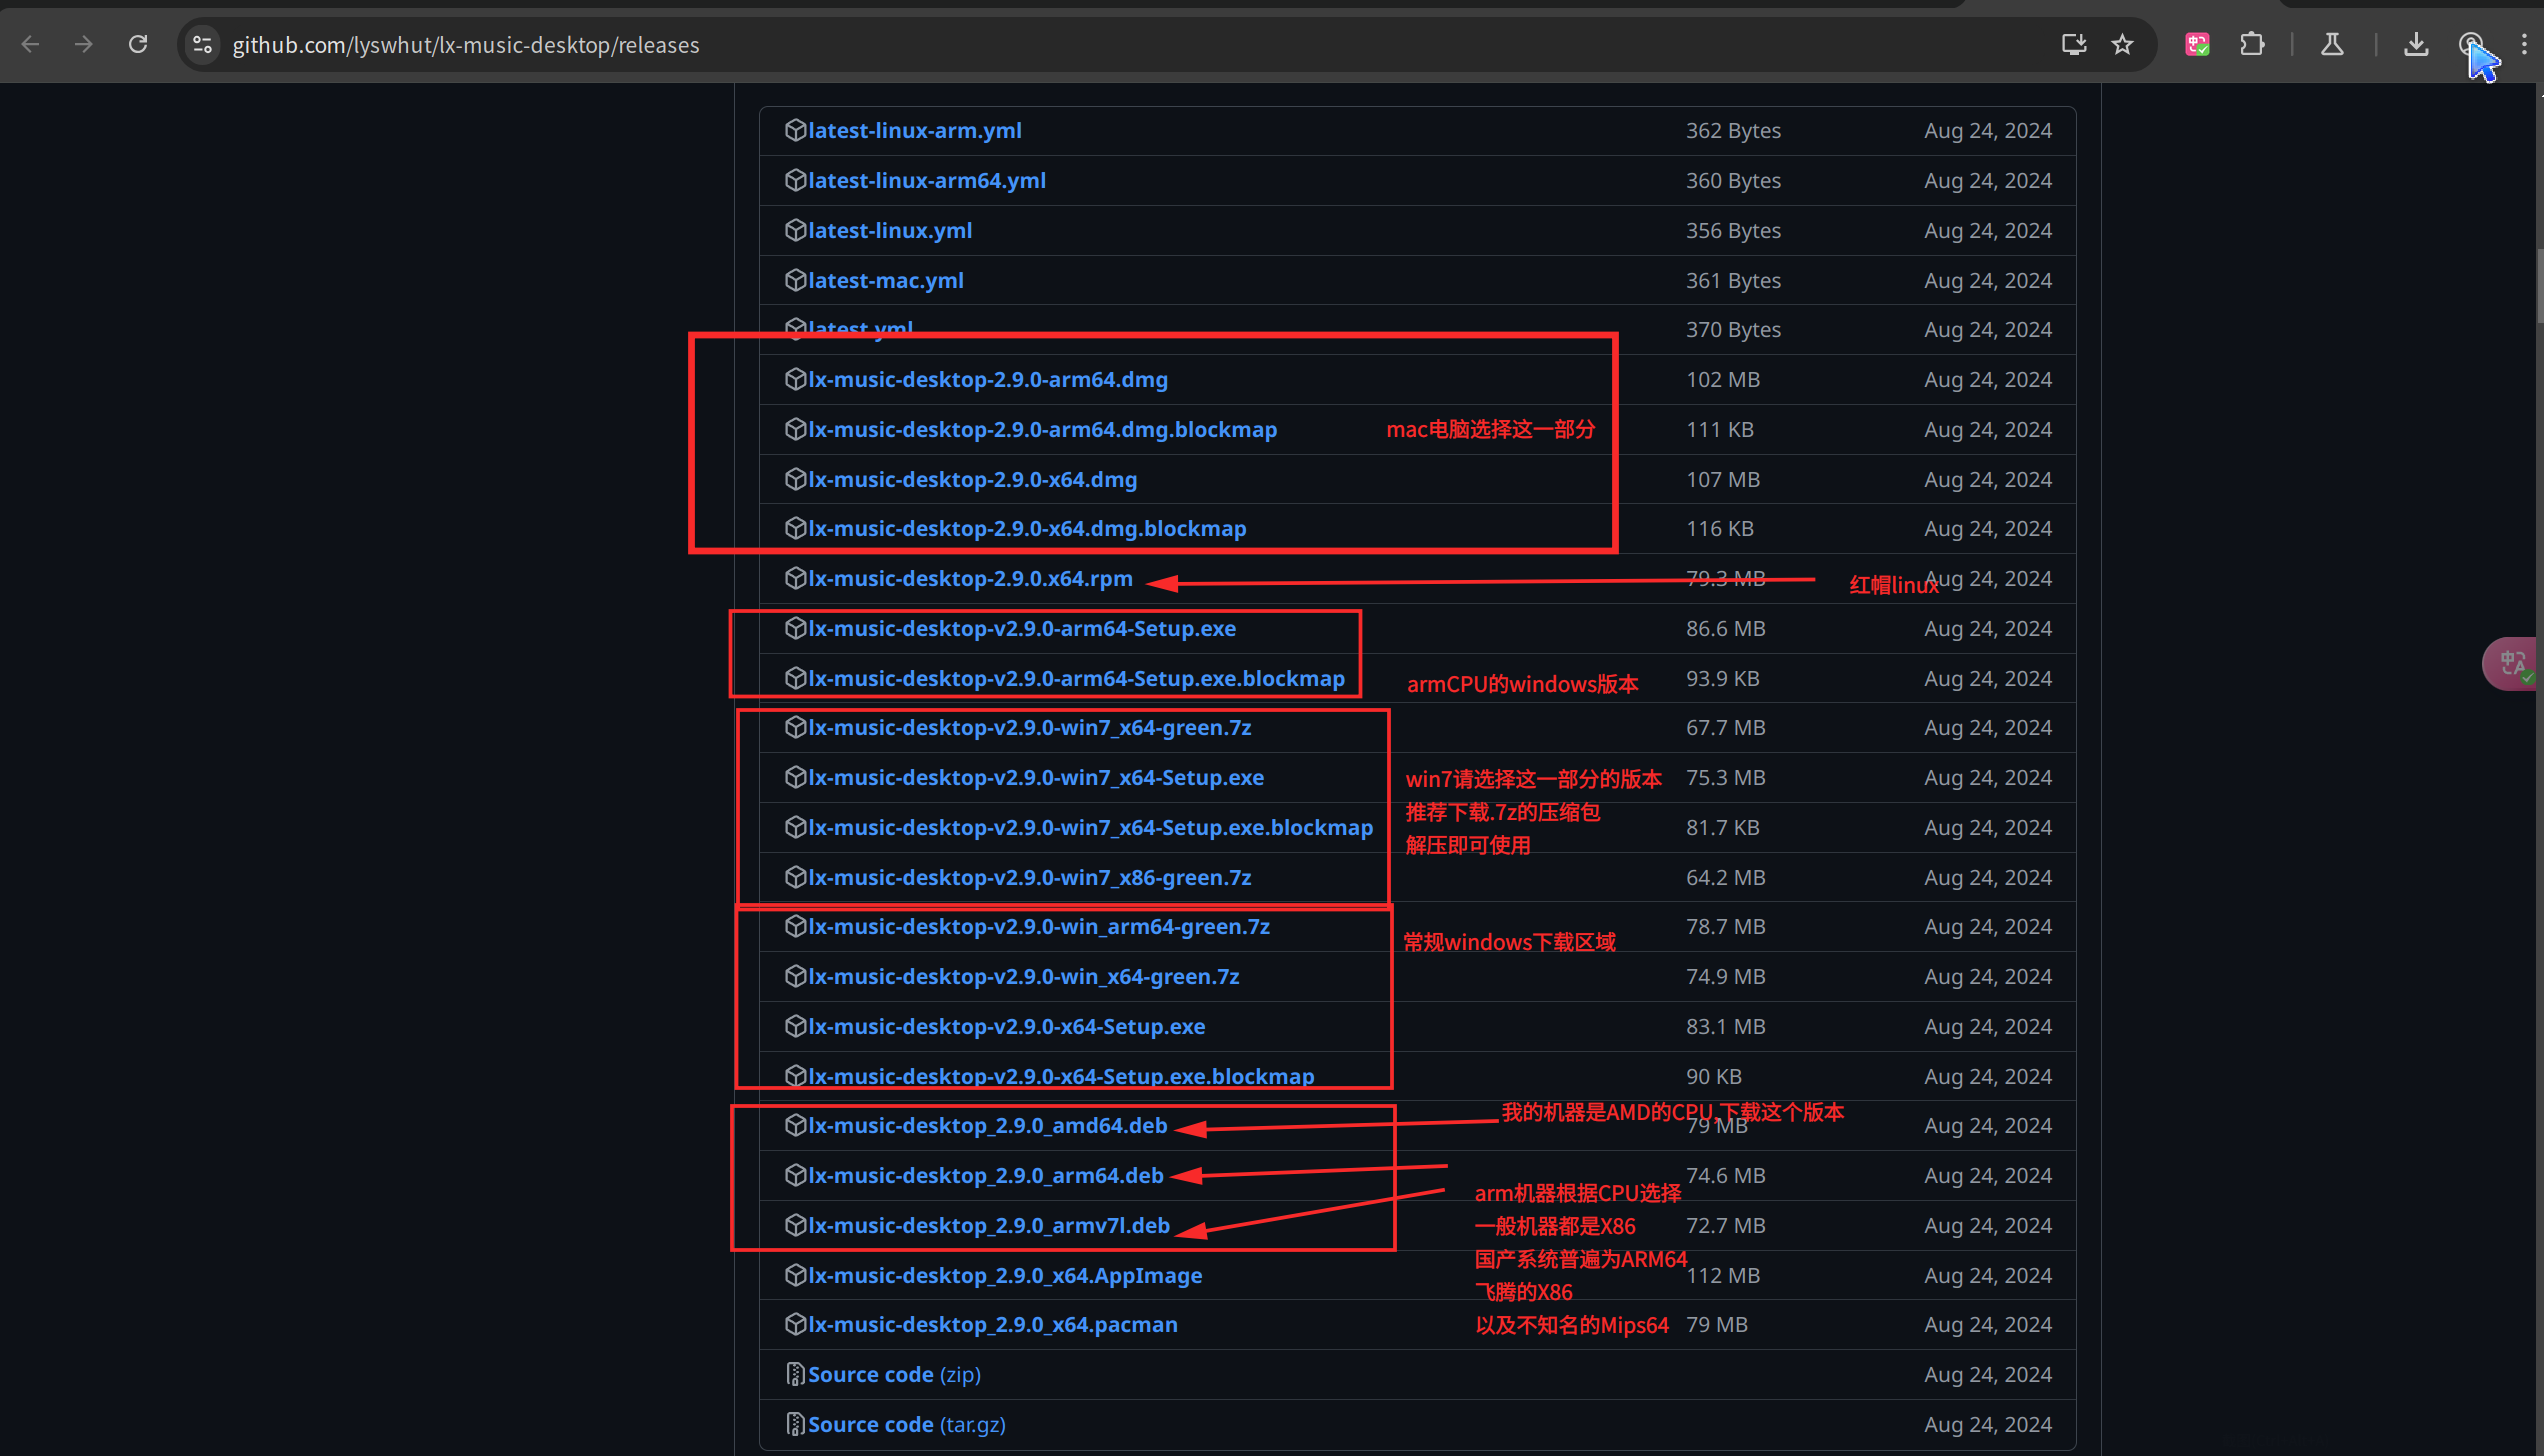 github.com/lyswhut/lx-music-desktop/releases
latest-linux-arm.yml 362 Bytes Aug 24, 2024
latest-linux-arm64.yml 360 Bytes Aug 24, 2024
latest-linux.yml 356 Bytes Aug 24, 2024
latest-mac.yml 361 Bytes Aug 24, 2024
latest.yml 370 Bytes Aug 24, 2024
lx-music-desktop-2.9.0-arm64.dmg 102 MB Aug 24, 2024
lx-music-desktop-2.9.0-arm64.dmg.blockmap mac电脑选择这一部分 111 KB Aug 24, 2024
lx-music-desktop-2.9.0-x64.dmg 107 MB Aug 24, 2024
lx-music-desktop-2.9.0-x64.dmg.blockmap 116 KB Aug 24, 2024
lx-music-desktop-2.9.0.x64.rpm 79.3 MB 红帽linux Aug 24, 2024
lx-music-desktop-v2.9.0-arm64-Setup.exe 86.6 MB Aug 24, 2024
lx-music-desktop-v2.9.0-arm64-Setup.exe.blockmap armCPU的windows版本 93.9 KB Aug 24, 2024
lx-music-desktop-v2.9.0-win7_x64-green.7z 67.7 MB Aug 24, 2024
lx-music-desktop-v2.9.0-win7_x64-Setup.exe win7请选择这一部分的版本 75.3 MB Aug 24, 2024
推荐下载.7z的压缩包
lx-music-desktop-v2.9.0-win7_x64-Setup.exe.blockmap 81.7 KB Aug 24, 2024
解压即可使用
lx-music-desktop-v2.9.0-win7_x86-green.7z 64.2 MB Aug 24, 2024
lx-music-desktop-v2.9.0-win_arm64-green.7z 78.7 MB Aug 24, 2024
常规windows下载区域
lx-music-desktop-v2.9.0-win_x64-green.7z 74.9 MB Aug 24, 2024
lx-music-desktop-v2.9.0-x64-Setup.exe 83.1 MB Aug 24, 2024
lx-music-desktop-v2.9.0-x64-Setup.exe.blockmap 90 KB Aug 24, 2024
我的机器是AMD的CPU,下载这个版本
lx-music-desktop_2.9.0_amd64.deb 79 MB Aug 24, 2024
lx-music-desktop_2.9.0_arm64.deb 74.6 MB Aug 24, 2024
arm机器根据CPU选择
lx-music-desktop_2.9.0_armv7l.deb 一般机器都是X86 72.7 MB Aug 24, 2024
国产系统普遍为ARM64
lx-music-desktop_2.9.0_x64.AppImage 112 MB Aug 24, 2024
飞腾的X86
lx-music-desktop_2.9.0_x64.pacman 以及不知名的Mips64 79 MB Aug 24, 2024
Source code (zip) Aug 24, 2024
Source code (tar.gz) Aug 24, 2024